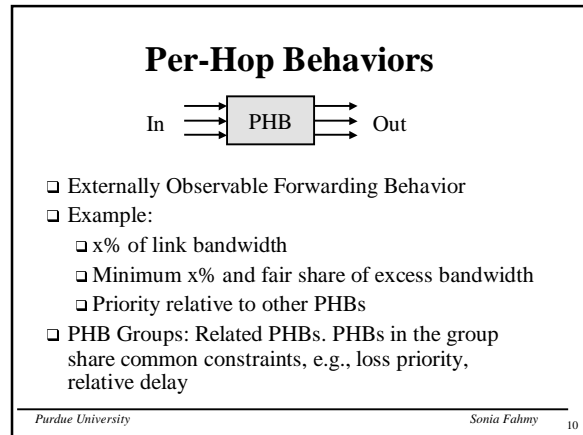 Per-Hop Behaviors
In PHB Out
❑ Externally Observable Forwarding Behavior
❑ Example:
❑ x% of link bandwidth
❑ Minimum x% and fair share of excess bandwidth
❑ Priority relative to other PHBs
❑ PHB Groups: Related PHBs. PHBs in the group
share common constraints, e.g., loss priority,
relative delay
Purdue University Sonia Fahmy 10